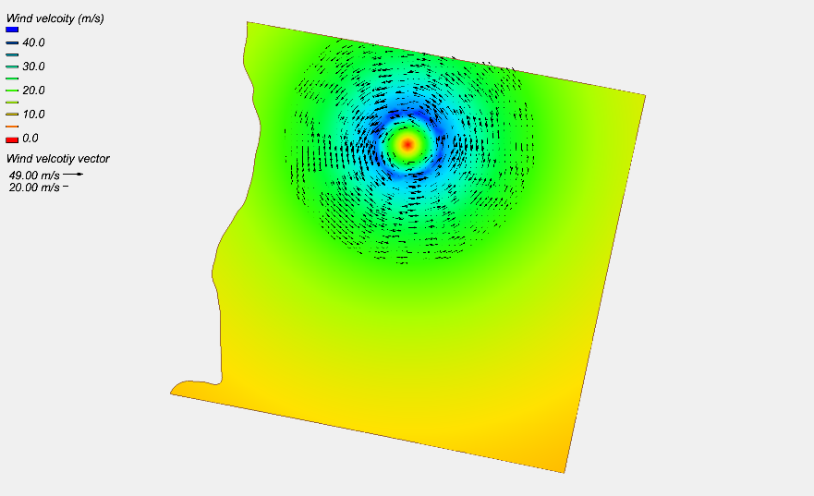 Wind velcoity (m/s)
40.0
30.0
20.0
10.0
0.0
Wind velcotiy vector
49.00 m/s
20.00 m/s